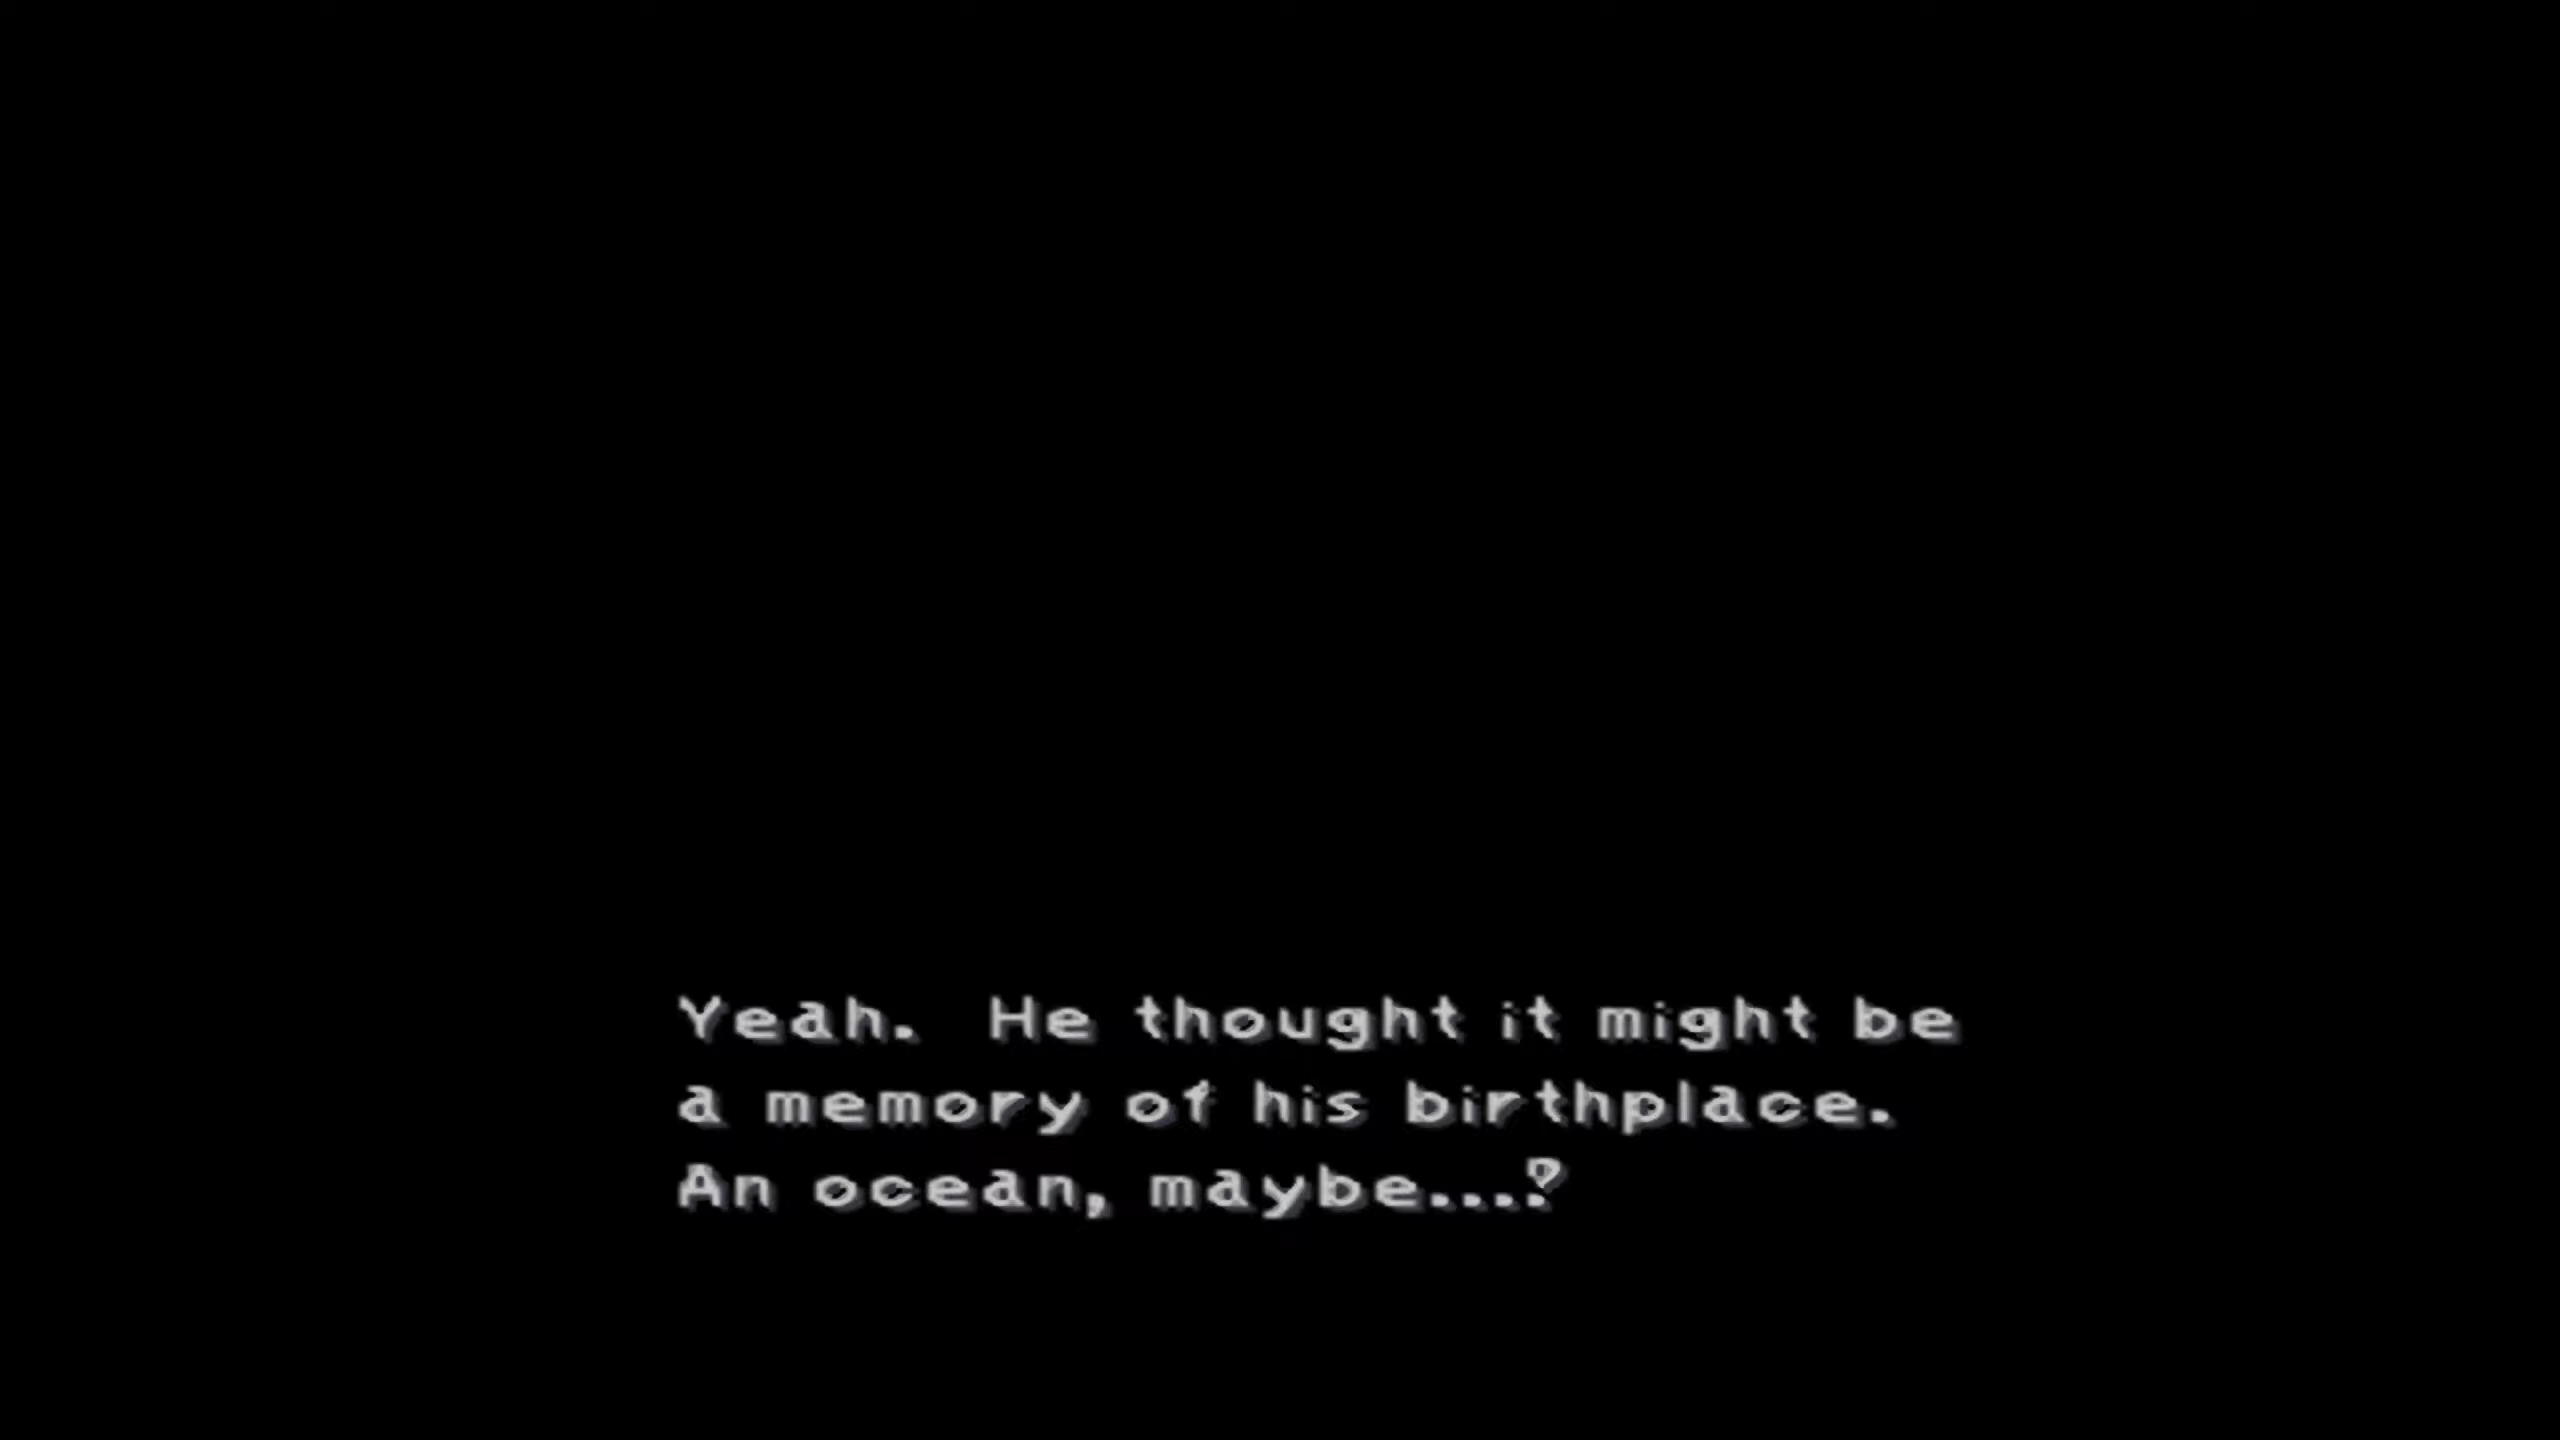 Yeah.  He thought it might be
a memory of his birthplace.
An ocean, maybe...?